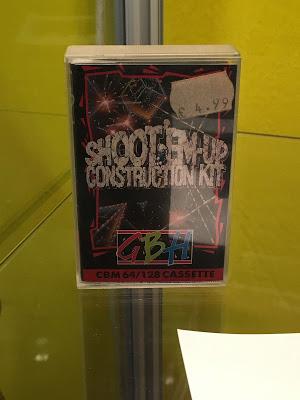 £ 4.99
SHOOT-'EM-UP
CONSTRUCTION KIT
GBH
CBM 64/128 CASSETTE